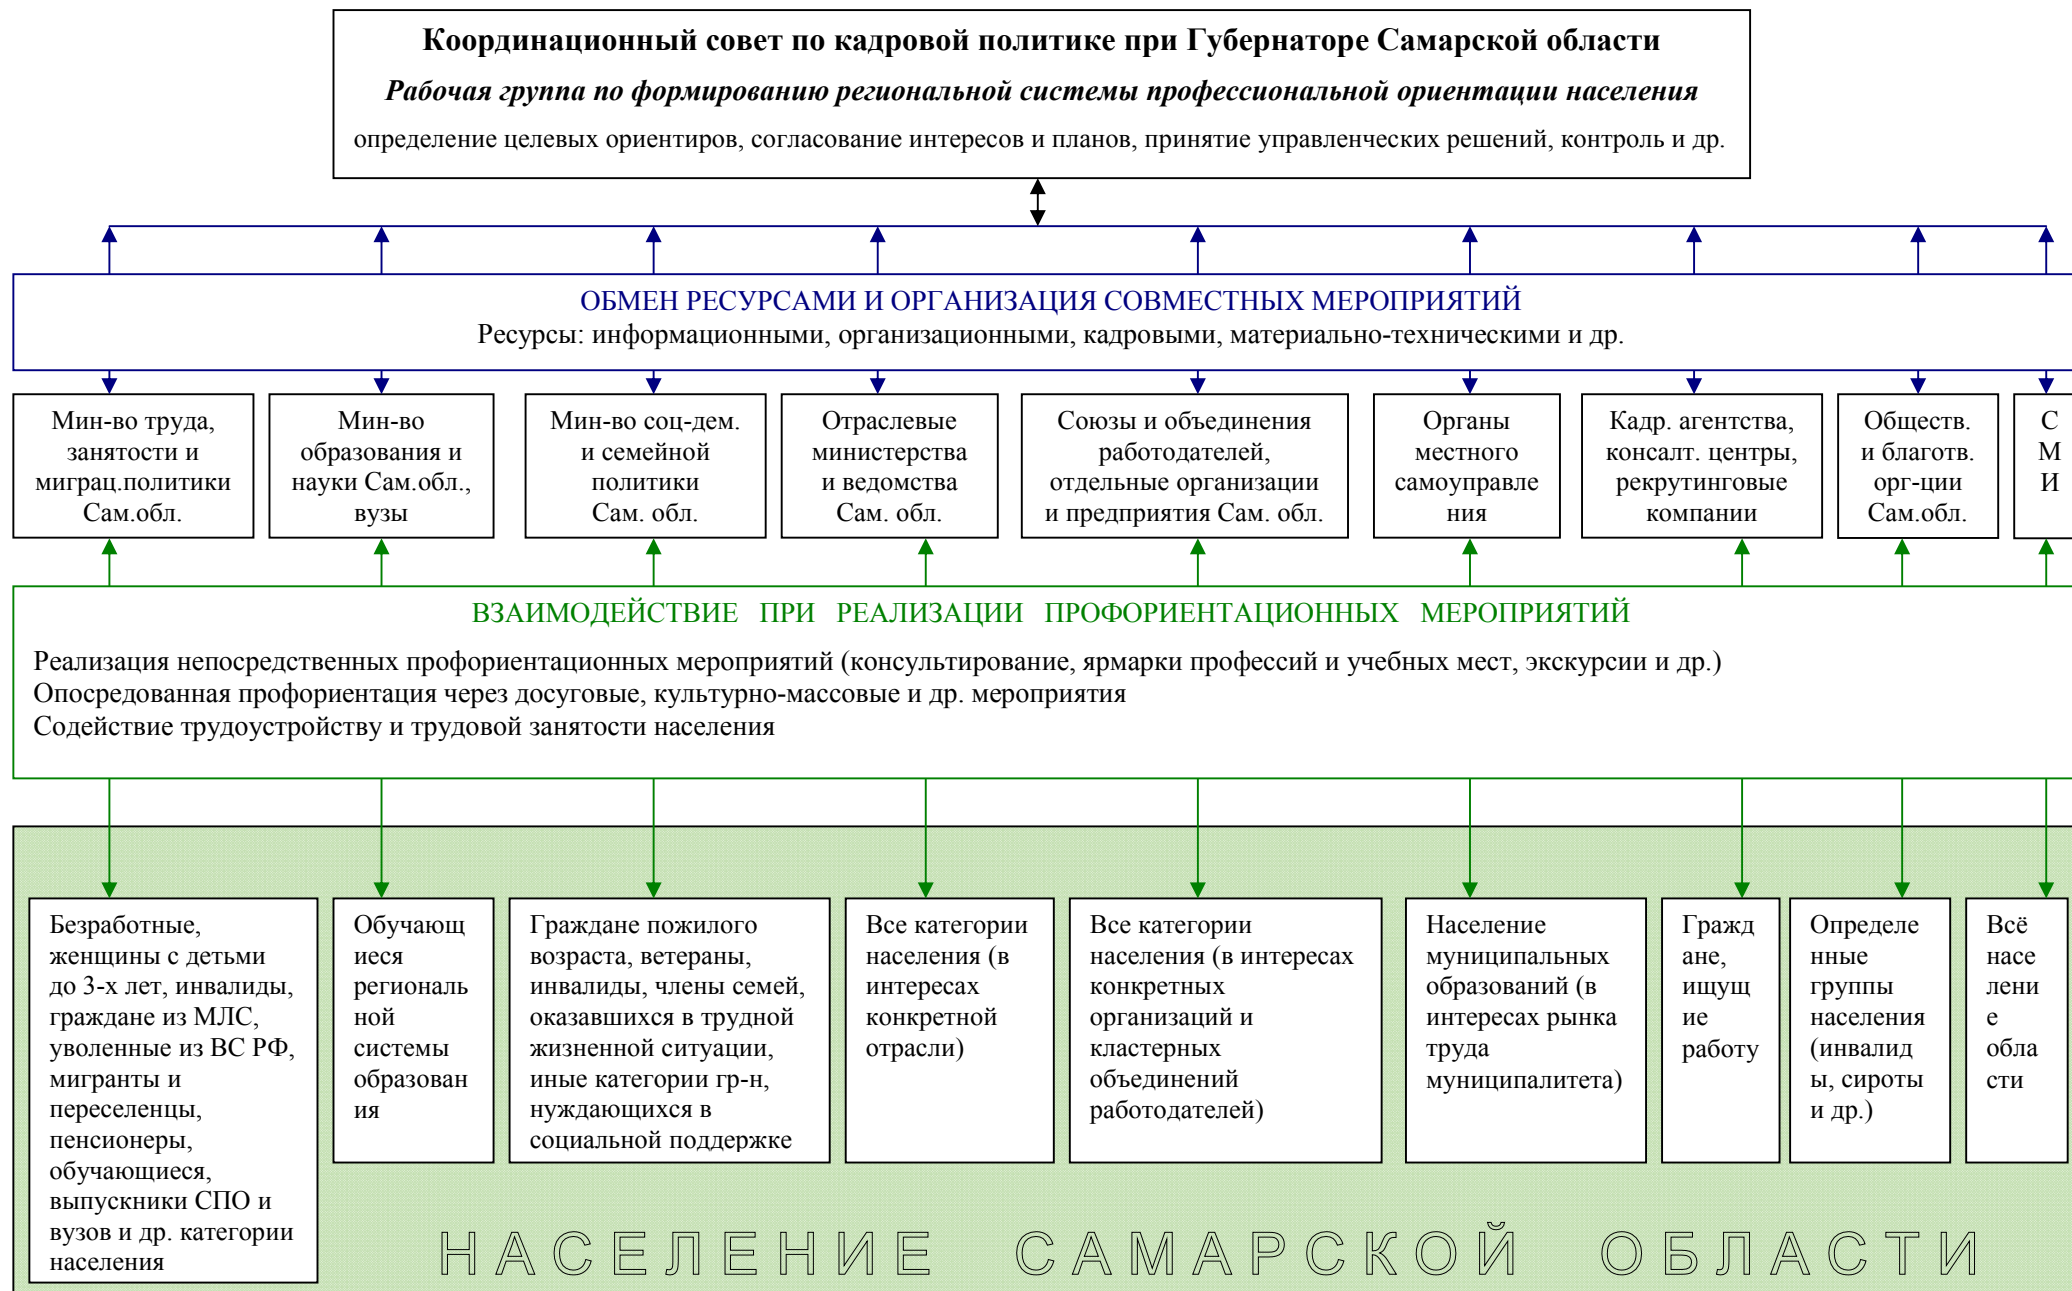 Координационный совет по кадровой политике при Губернаторе Самарской области
Рабочая группа по формированию региональной системы профессиональной ориентации населения
определение целевых ориентиров, согласование интересов и планов, принятие управленческих решений, контроль и др.
ОБМЕН РЕСУРСАМИ И ОРГАНИЗАЦИЯ СОВМЕСТНЫХ МЕРОПРИЯТИЙ
Ресурсы: информационными, организационными, кадровыми, материально-техническими и др.
Мин-во труда,
занятости и
миграц.политики
Сам.обл.
Мин-во
образования и
науки Сам.обл.,
вузы
Мин-во соц-дем.
и семейной
политики
Сам. обл.
Отраслевые
министерства
и ведомства
Сам. обл.
Союзы и объединения
работодателей,
отдельные организации
и предприятия Сам. обл.
Органы
местного
самоуправле
ния
Кадр. агентства,
консалт. центры,
рекрутинговые
компании
Обществ.
и благотв.
орг-ции
Сам.обл.
С
М
И
ВЗАИМОДЕЙСТВИЕ ПРИ РЕАЛИЗАЦИИ ПРОФОРИЕНТАЦИОННЫХ МЕРОПРИЯТИЙ
Реализация непосредственных профориентационных мероприятий (консультирование, ярмарки профессий и учебных мест, экскурсии и др.)
Опосредованная профориентация через досуговые, культурно-массовые и др. мероприятия
Содействие трудоустройству и трудовой занятости населения
Безработные,
женщины с детьми
до 3-х лет, инвалиды,
граждане из МЛС,
уволенные из ВС РФ,
мигранты и
переселенцы,
пенсионеры,
обучающиеся,
выпускники СПО и
вузов и др. категории
населения
Обучающ
иеся
региональ
ной
системы
образован
ия
Граждане пожилого
возраста, ветераны,
инвалиды, члены семей,
оказавшихся в трудной
жизненной ситуации,
иные категории гр-н,
нуждающихся в
социальной поддержке
Все категории
населения (в
интересах
конкретной
отрасли)
Все категории
населения (в интересах
конкретных
организаций и
кластерных
объединений
работодателей)
Население
муниципальных
образований (в
интересах рынка
труда
муниципалитета)
Гражд
ане,
ищущ
ие
работу
Определе
нные
группы
населения
(инвалид
ы, сироты
и др.)
Всё
насе
лени
е
обла
сти
НАСЕЛЕНИЕ САМАРСКОЙ ОБЛАСТИ